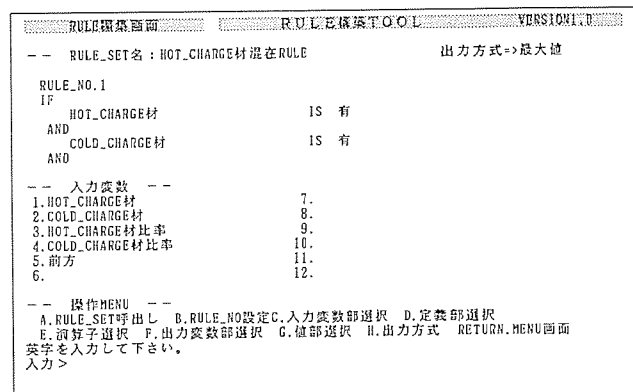 RULE編集画面 RULE構築TOOL VERSION1.0
-- RULE_SET名:HOT_CHARGE材混在RULE 出力方式=>最大値
RULE_NO.1
IF
HOT_CHARGE材 IS 有
AND
COLD_CHARGE材 IS 有
AND
-- 入力変数 --
1.HOT_CHARGE材 7.
2.COLD_CHARGE材 8.
3.HOT_CHARGE材比率 9.
4.COLD_CHARGE材比率 10.
5.前方 11.
6. 12.
-- 操作MENU --
A.RULE_SET呼出し B.RULE_NO設定C.入力変数部選択 D.定義部選択
E.演算子選択 F.出力変数部選択 G.値部選択 H.出力方式 RETURN.MENU画面
英字を入力して下さい。
入力>